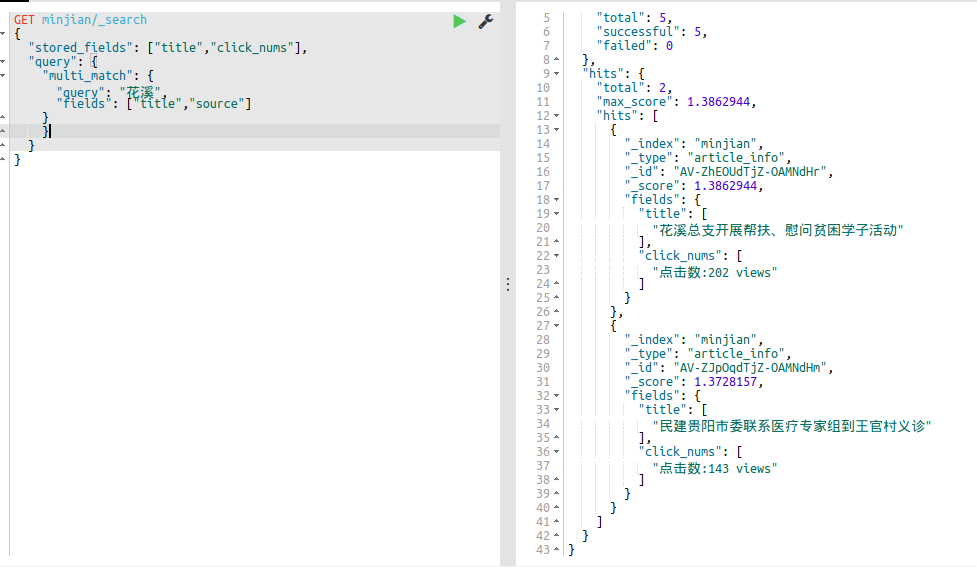 GET minjian/_search
{
"stored_fields": ["title","click_nums"],
"query": {
"multi_match": {
"query": "花溪",
"fields": ["title","source"]
}
}
}
}
5 "total": 5,
6 "successful": 5,
7 "failed": 0
8 },
9 "hits": {
10 "total": 2,
11 "max_score": 1.3862944,
12 "hits": [
13 {
14 "_index": "minjian",
15 "_type": "article_info",
16 "_id": "AV-ZhEOUdTjZ-OAMNdHr",
17 "_score": 1.3862944,
18 "fields": {
19 "title": [
20 "花溪总支开展帮扶、慰问贫困学子活动"
21 ],
22 "click_nums": [
23 "点击数:202 views"
24 ]
25 }
26 },
27 {
28 "_index": "minjian",
29 "_type": "article_info",
30 "_id": "AV-ZJpOqdTjZ-OAMNdHm",
31 "_score": 1.3728157,
32 "fields": {
33 "title": [
34 "民建贵阳市委联系医疗专家组到王官村义诊"
35 ],
36 "click_nums": [
37 "点击数:143 views"
38 ]
39 }
40 }
41 ]
42 }
43 }